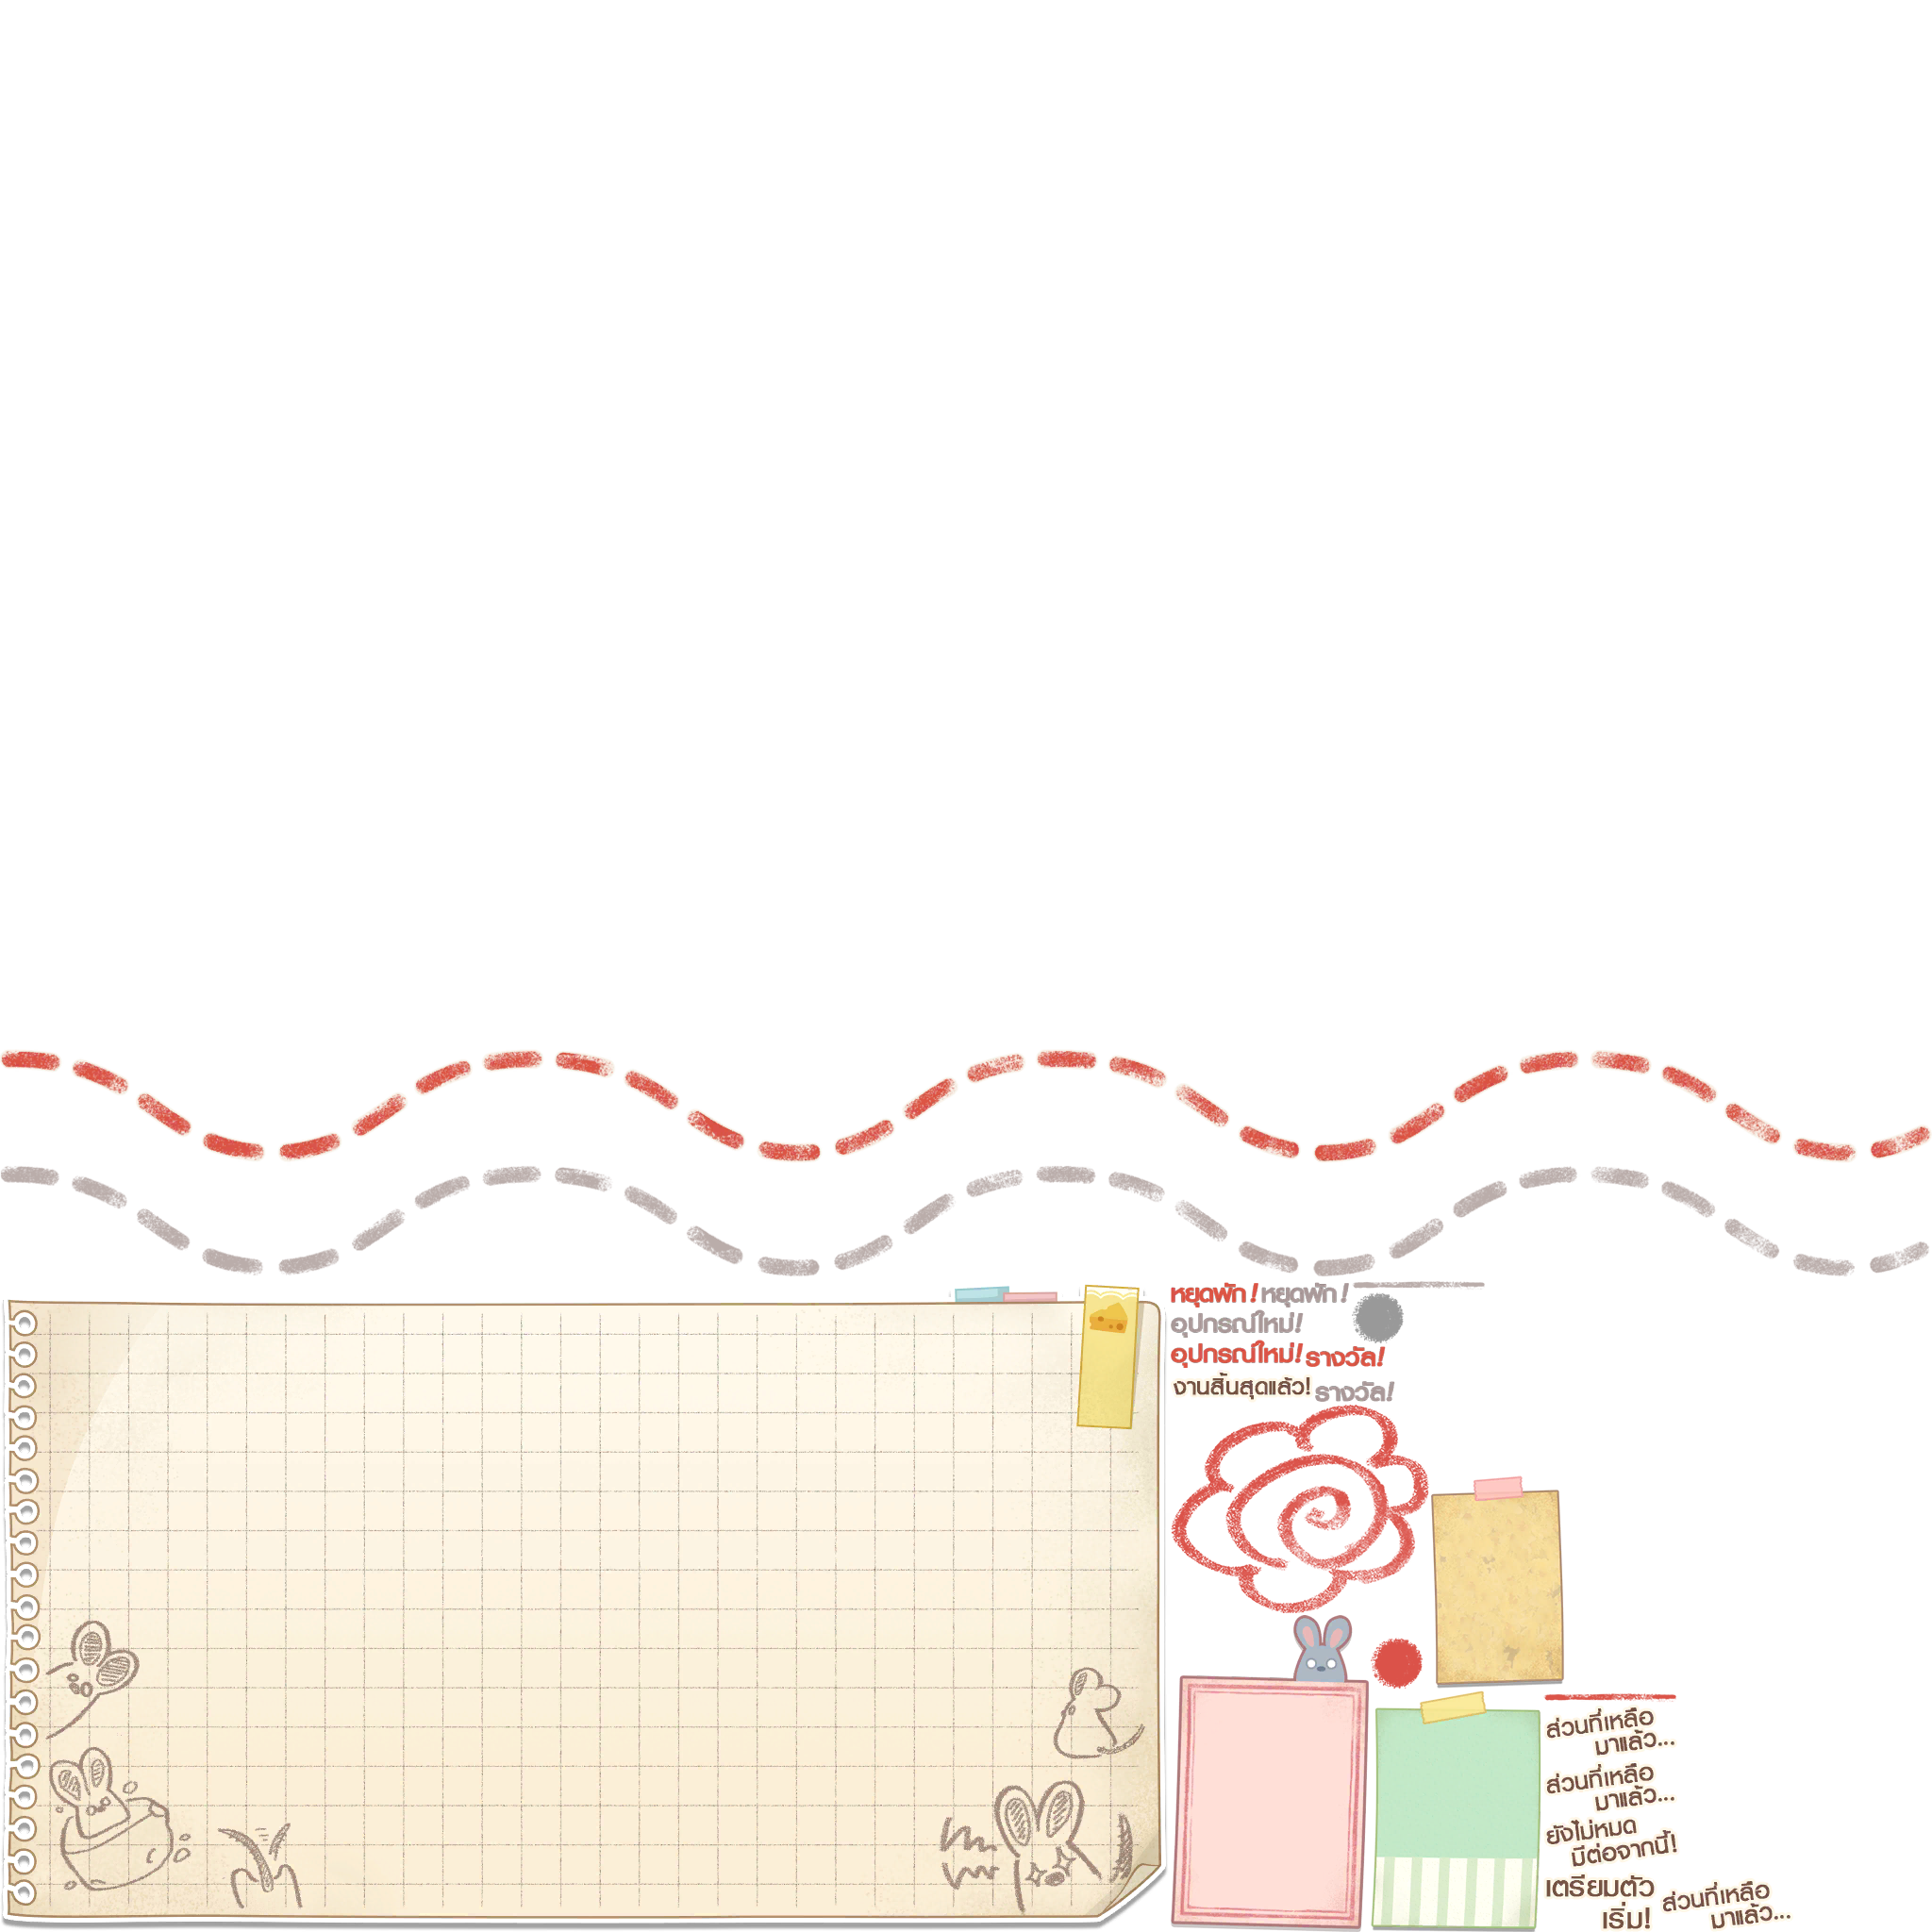 หยุดพัก! หยุดพัก!
อุปกรณ์ใหม่!
อุปกรณ์ใหม่! รางวัล!
งานสิ้นสุดแล้ว! รางวัล!
ส่วนที่เหลือ
มาแล้ว...
ส่วนที่เหลือ
มาแล้ว...
ยังไม่หมด
มีต่อจากนี้!
เตรียมตัว
เริ่ม!
ส่วนที่เหลือ
มาแล้ว...